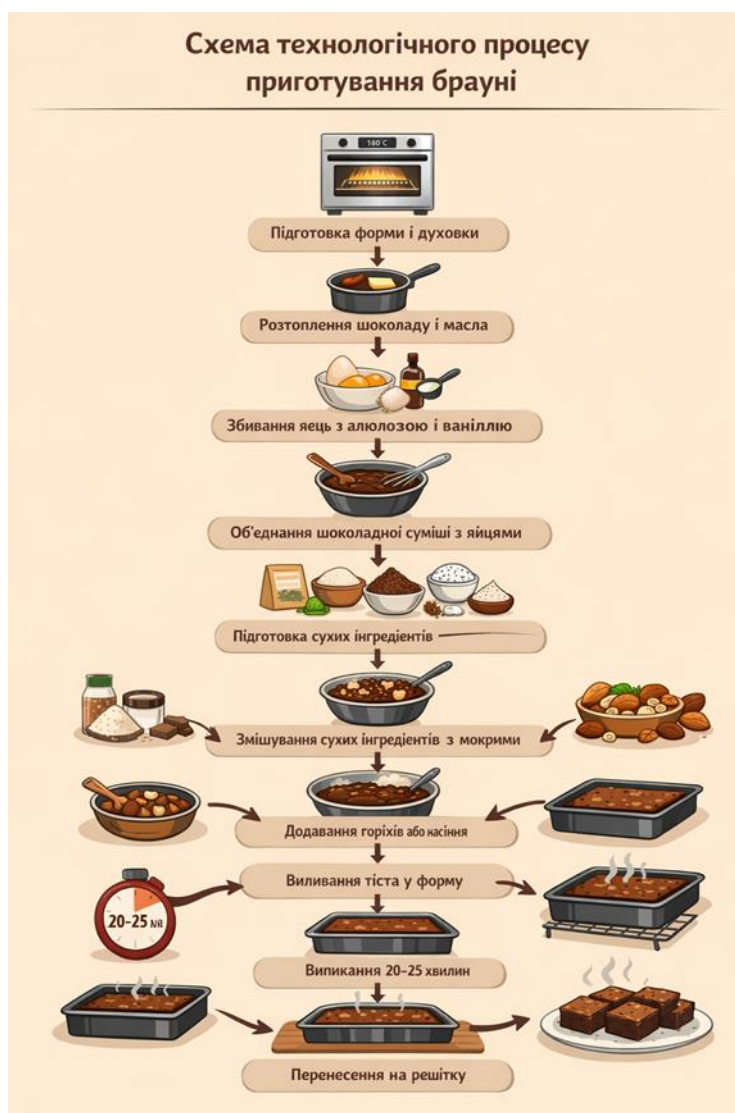 Схема технологічного процесу
приготування брауні
160°C
Підготовка форми і духовки
Розтоплення шоколаду і масла
Збивання яєць з алюлозою і ваніллю
Об'єднання шоколадної суміші з яйцями
Підготовка сухих інгредієнтів
Змішування сухих інгредієнтів з мокрими
Додавання горіхів або насіння
Виливання тіста у форму
20-25
Випикання 20–25 хвилин
Перенесення на решітку